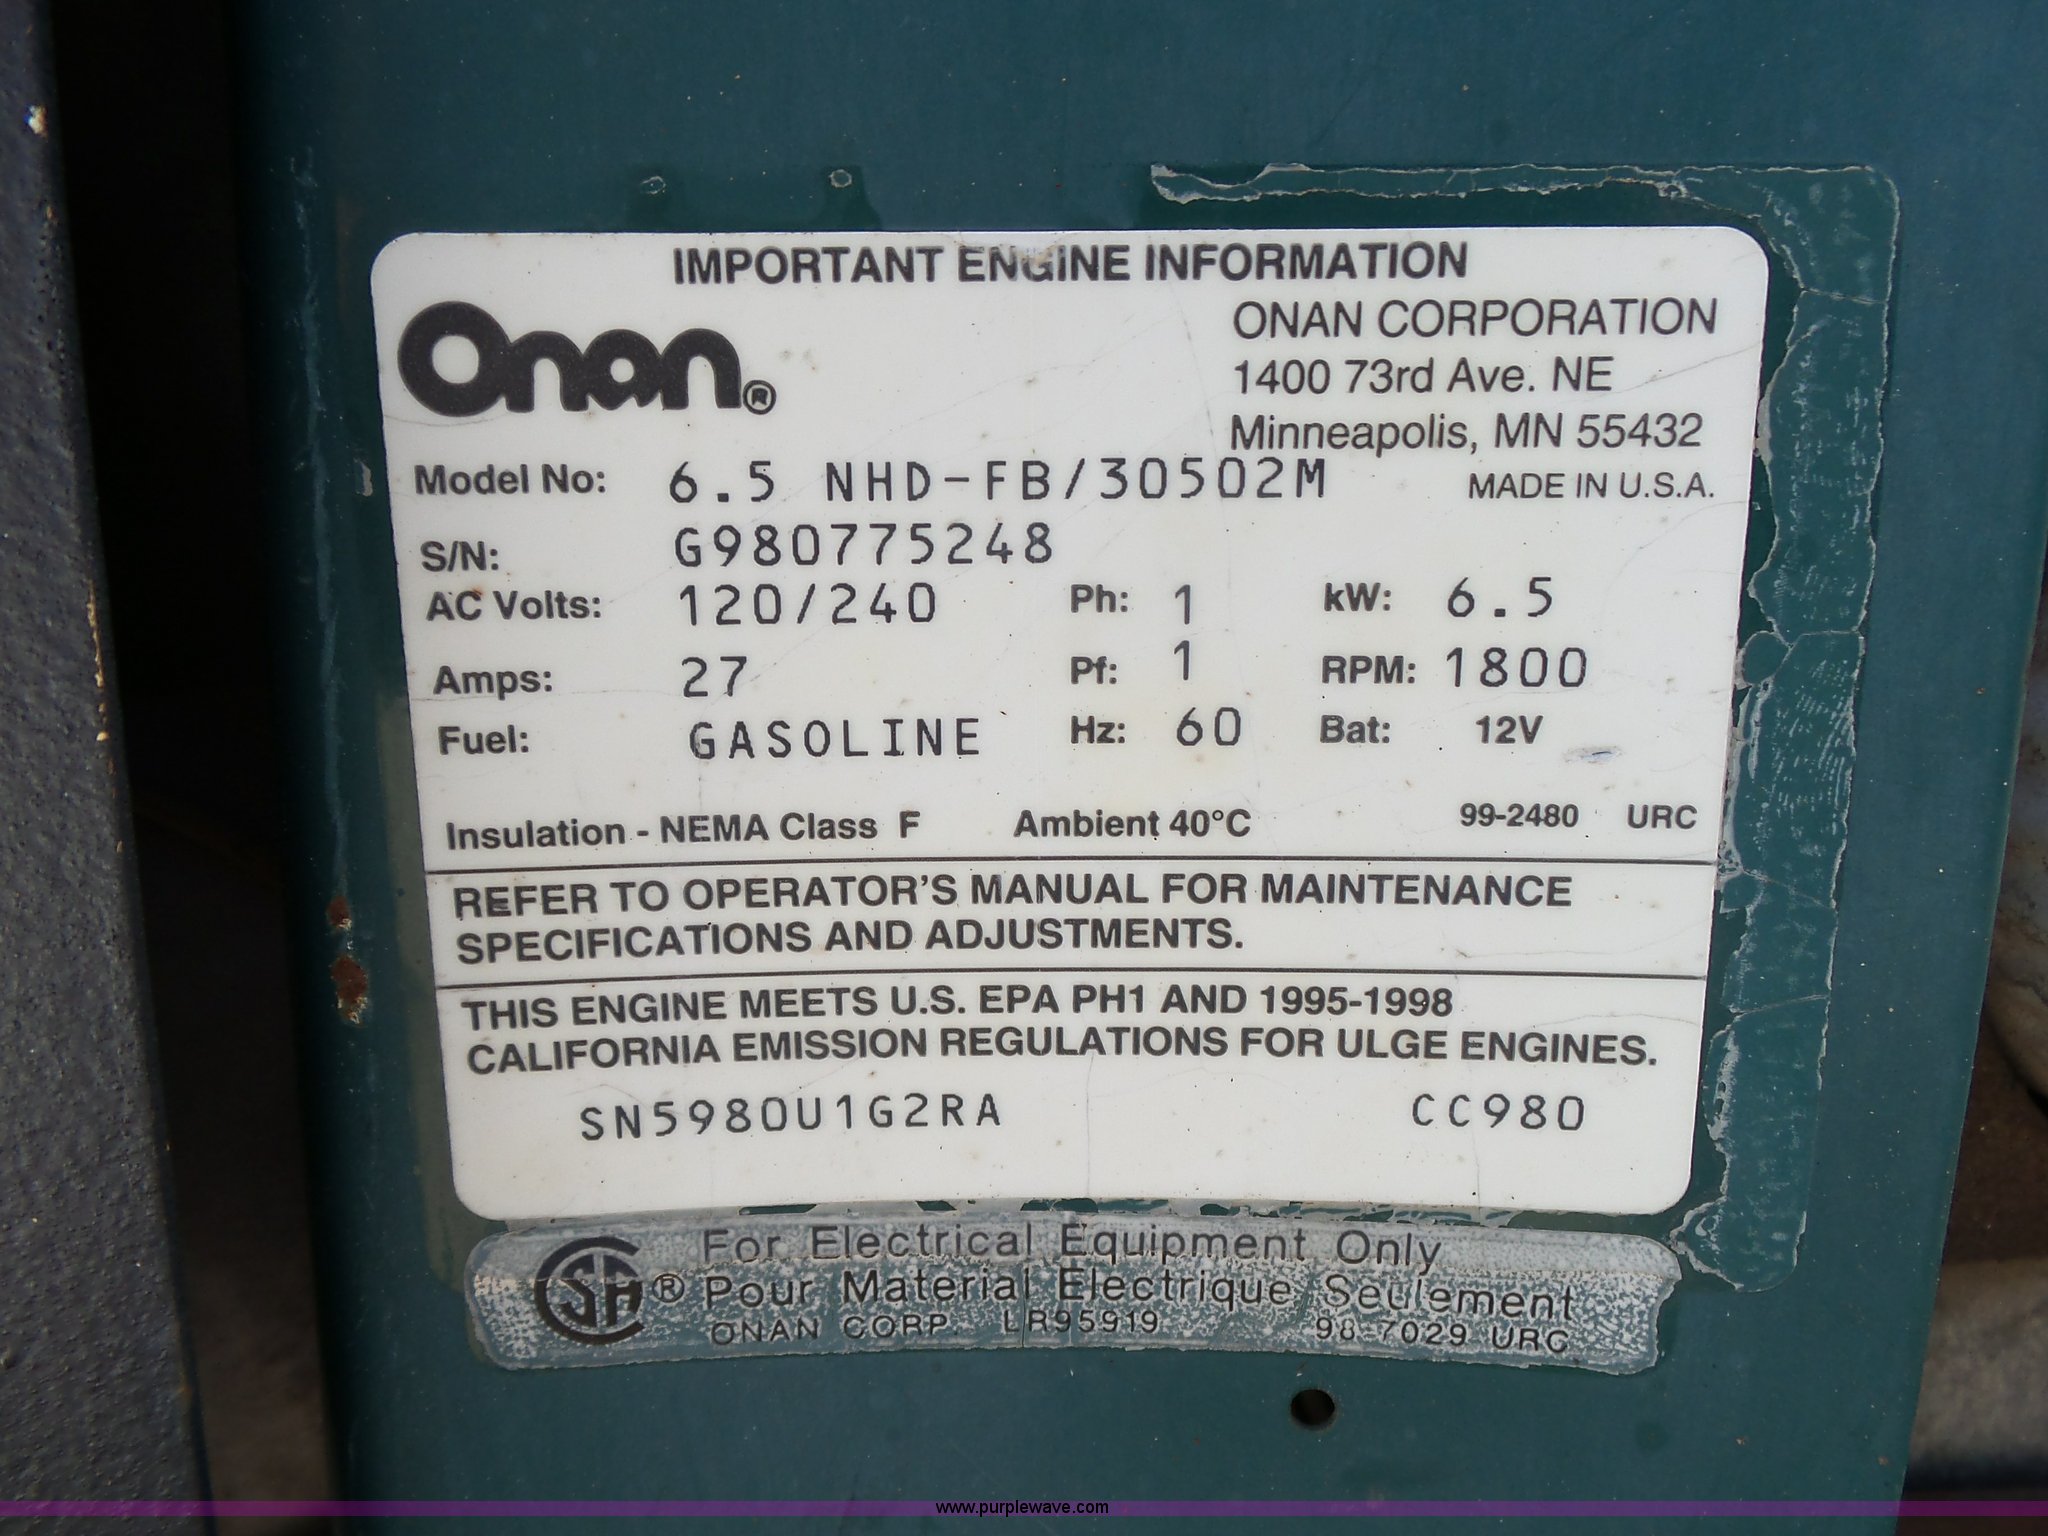 IMPORTANT ENGINE INFORMATION
Onan®
ONAN CORPORATION
1400 73rd Ave. NE
Minneapolis, MN 55432
Model No: 6.5 NHD-FB/30502M MADE IN U.S.A.
S/N: G980775248
AC Volts: 120/240 Ph: 1 kW: 6.5
Amps: 27 Pf: 1 RPM: 1800
Fuel: GASOLINE Hz: 60 Bat: 12V
Insulation - NEMA Class F Ambient 40°C 99-2480 URC
REFER TO OPERATOR'S MANUAL FOR MAINTENANCE
SPECIFICATIONS AND ADJUSTMENTS.
THIS ENGINE MEETS U.S. EPA PH1 AND 1995-1998
CALIFORNIA EMISSION REGULATIONS FOR ULGE ENGINES.
SN5980U1G2RA CC980
For Electrical Equipment Only
SA® Pour Material Electrique Seulement
ONAN CORP. LR95919 98-7029 URC
www.purplewave.com